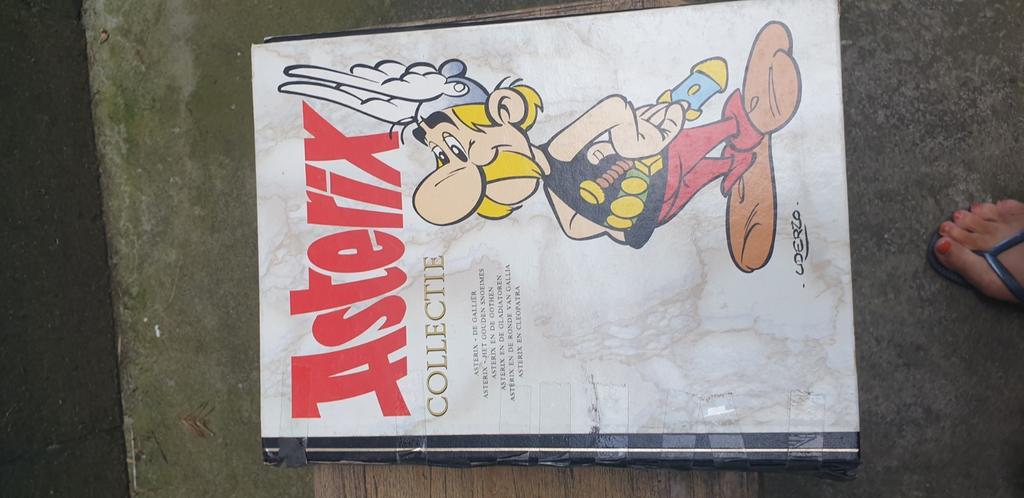 Asterix
COLLECTIE
ASTERIX - DE GALLIËR
ASTERIX - HET GOUDEN SNOEIMES
ASTERIX EN DE GOTHEN
ASTERIX EN DE GLADIATOREN
ASTERIX EN DE RONDE VAN GALLIA
ASTERIX EN CLEOPATRA
- UDERZO -